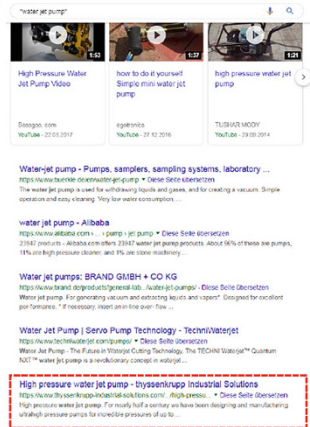 "water jet pump"
1:53
1:37
1:21
High Pressure Water
Jet Pump Video
how to do it yourself
Simple mini water jet
pump
high pressure water jet
pump
TUSHAR MODY
YouTube - 22.03.2017
YouTube - 27.12.2016
YouTube - 29.09.2014
Water-jet pump - Pumps, samplers, sampling systems, laboratory ...
https://www.buerkle.de/en/water-jet-pump ▼ Diese Seite übersetzen
The water jet pump is used for withdrawing liquids and gases, and for creating a vacuum. Simple
operation and easy cleaning. Very low water consumption. ...
water jet pump - Alibaba
https://www.alibaba.com › ... › pump › jet pump ▼ Diese Seite übersetzen
23947 products - Alibaba.com offers 23947 water jet pump products. About 66% of these are pumps,
11% are high pressure cleaner, and 1% are stone machinery. ...
Water jet pumps: BRAND GMBH + CO KG
https://www.brand.de/products/general-lab.../water-jet-pumps/ - Diese Seite übersetzen
Water jet pump. For generating vacuum and extracting liquids and vapors*. Designed for excellent
performance. * If necessary, insert an in-line over- flow ...
Water Jet Pump | Servo Pump Technology - TechniWaterjet
https://www.techniwaterjet.com/pumps/ ▼ Diese Seite übersetzen
Water Jet Pump - The Future in Waterjet Cutting Technology. The TECHNI Waterjet™ Quantum
NXT™ water jet pump is a revolutionary concept in waterjet ...
High pressure water jet pump - thyssenkrupp Industrial Solutions
https://www.thyssenkrupp-industrial-solutions.com/.../high-pressu... ▼ Diese Seite übersetzen
High pressure water jet pump. For nearly half a century we have been designing and manufacturing
ultrahigh pressure pumps for incredible pressures of up to ...